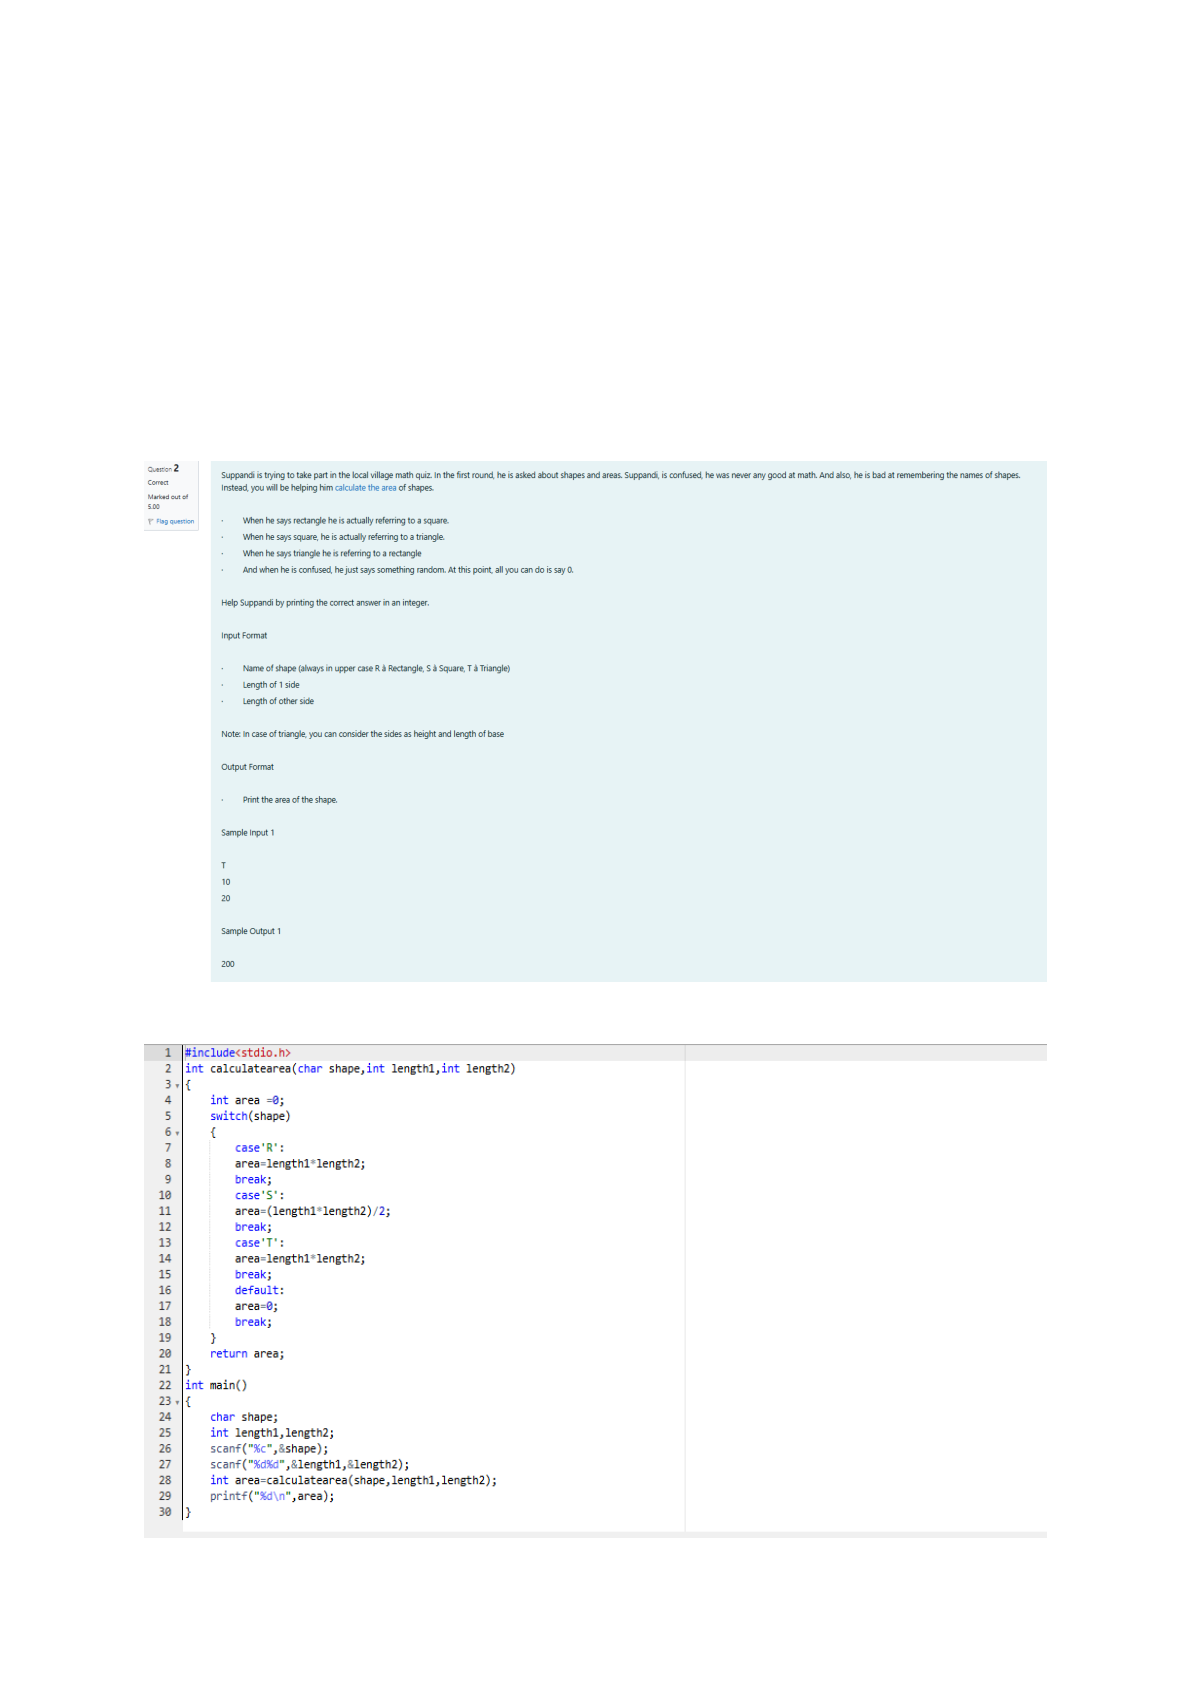 Question 2
Correct
Marked out of
5.00
Flag question
Suppandi is trying to take part in the local village math quiz. In the first round, he is asked about shapes and areas. Suppandi, is confused, he was never any good at math. And also, he is bad at remembering the names of shapes.
Instead, you will be helping him calculate the area of shapes.
· When he says rectangle he is actually referring to a square.
· When he says square, he is actually referring to a triangle.
· When he says triangle he is referring to a rectangle
· And when he is confused, he just says something random. At this point, all you can do is say 0.
Help Suppandi by printing the correct answer in an integer.
Input Format
· Name of shape (always in upper case R à Rectangle, S à Square, T à Triangle)
· Length of 1 side
· Length of other side
Note: In case of triangle, you can consider the sides as height and length of base
Output Format
· Print the area of the shape.
Sample Input 1
T
10
20
Sample Output 1
200
1 #include<stdio.h>
2 int calculatearea(char shape,int length1,int length2)
3 {
4 int area =0;
5 switch(shape)
6 {
7 case'R':
8 area=length1*length2;
9 break;
10 case'S':
11 area=(length1*length2)/2;
12 break;
13 case'T':
14 area=length1*length2;
15 break;
16 default:
17 area=0;
18 break;
19 }
20 return area;
21 }
22 int main()
23 {
24 char shape;
25 int length1,length2;
26 scanf("%c",&shape);
27 scanf("%d%d",&length1,&length2);
28 int area=calculatearea(shape,length1,length2);
29 printf("%d\n",area);
30 }